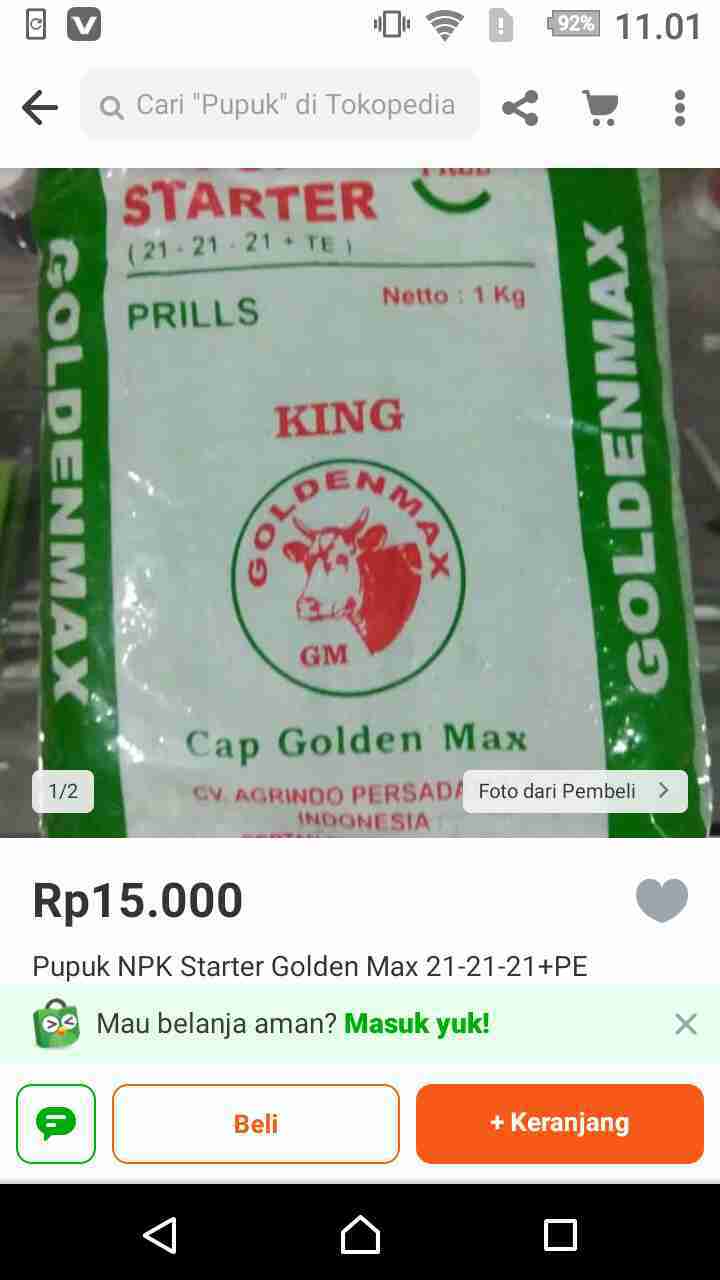 92% 11.01
Cari "Pupuk" di Tokopedia
STARTER
( 21 - 21 - 21 + TE )
PRILLS
Netto : 1 Kg
GOLDENMAX
GOLDENMAX
KING
GOLDENMAX
GM
Cap Golden Max
CV. AGRINDO PERSADA
INDONESIA
1/2
Foto dari Pembeli
Rp15.000
Pupuk NPK Starter Golden Max 21-21-21+PE
Mau belanja aman? Masuk yuk!
Beli
+ Keranjang